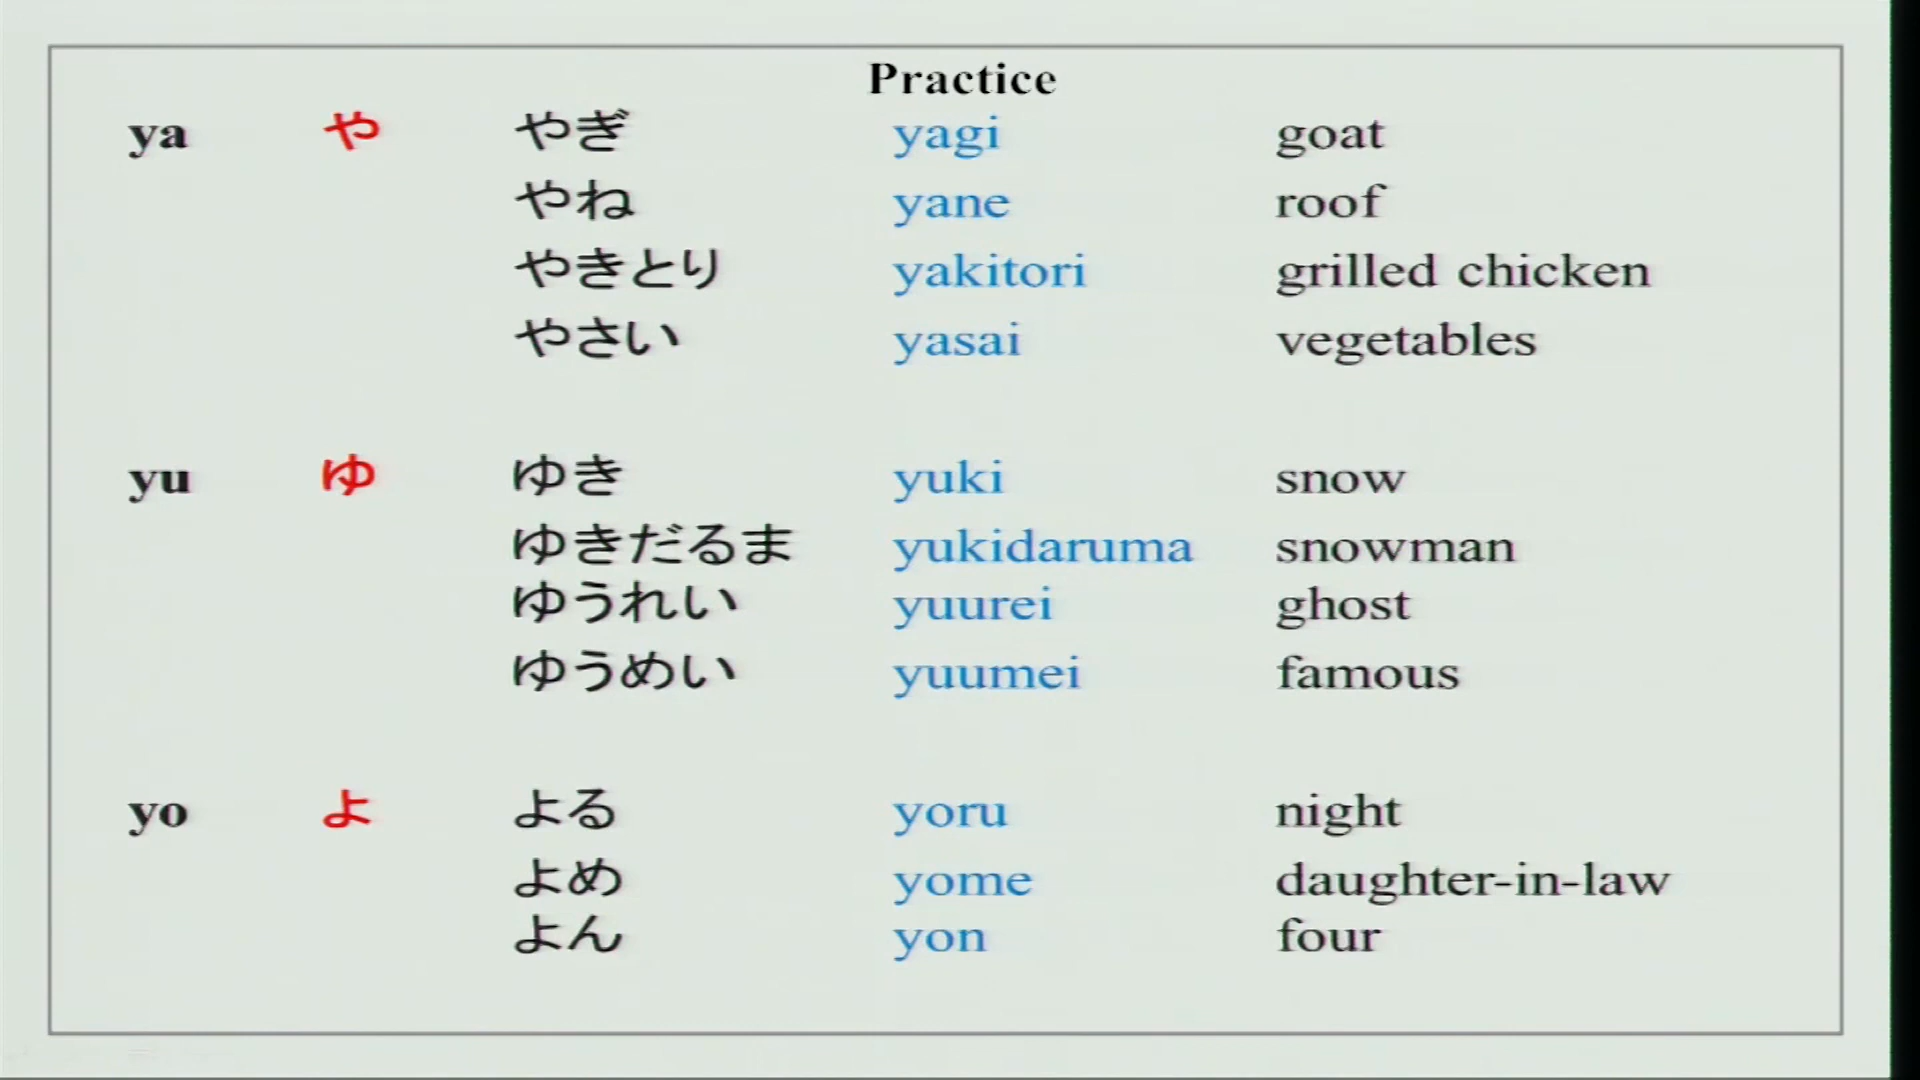 Practice
ya や やぎ yagi goat
やね yane roof
やきとり yakitori grilled chicken
やさい yasai vegetables
yu ゆ ゆき yuki snow
ゆきだるま yukidaruma snowman
ゆうれい yuurei ghost
ゆうめい yuumei famous
yo よ よる yoru night
よめ yome daughter-in-law
よん yon four